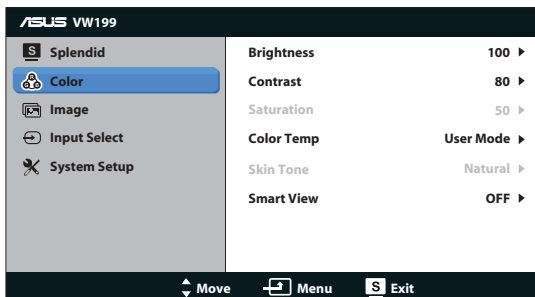 ASUS VW199
S Splendid
Color
Image
Input Select
System Setup
Brightness 100
Contrast 80
Saturation 50
Color Temp User Mode
Skin Tone Natural
Smart View OFF
Move Menu S Exit